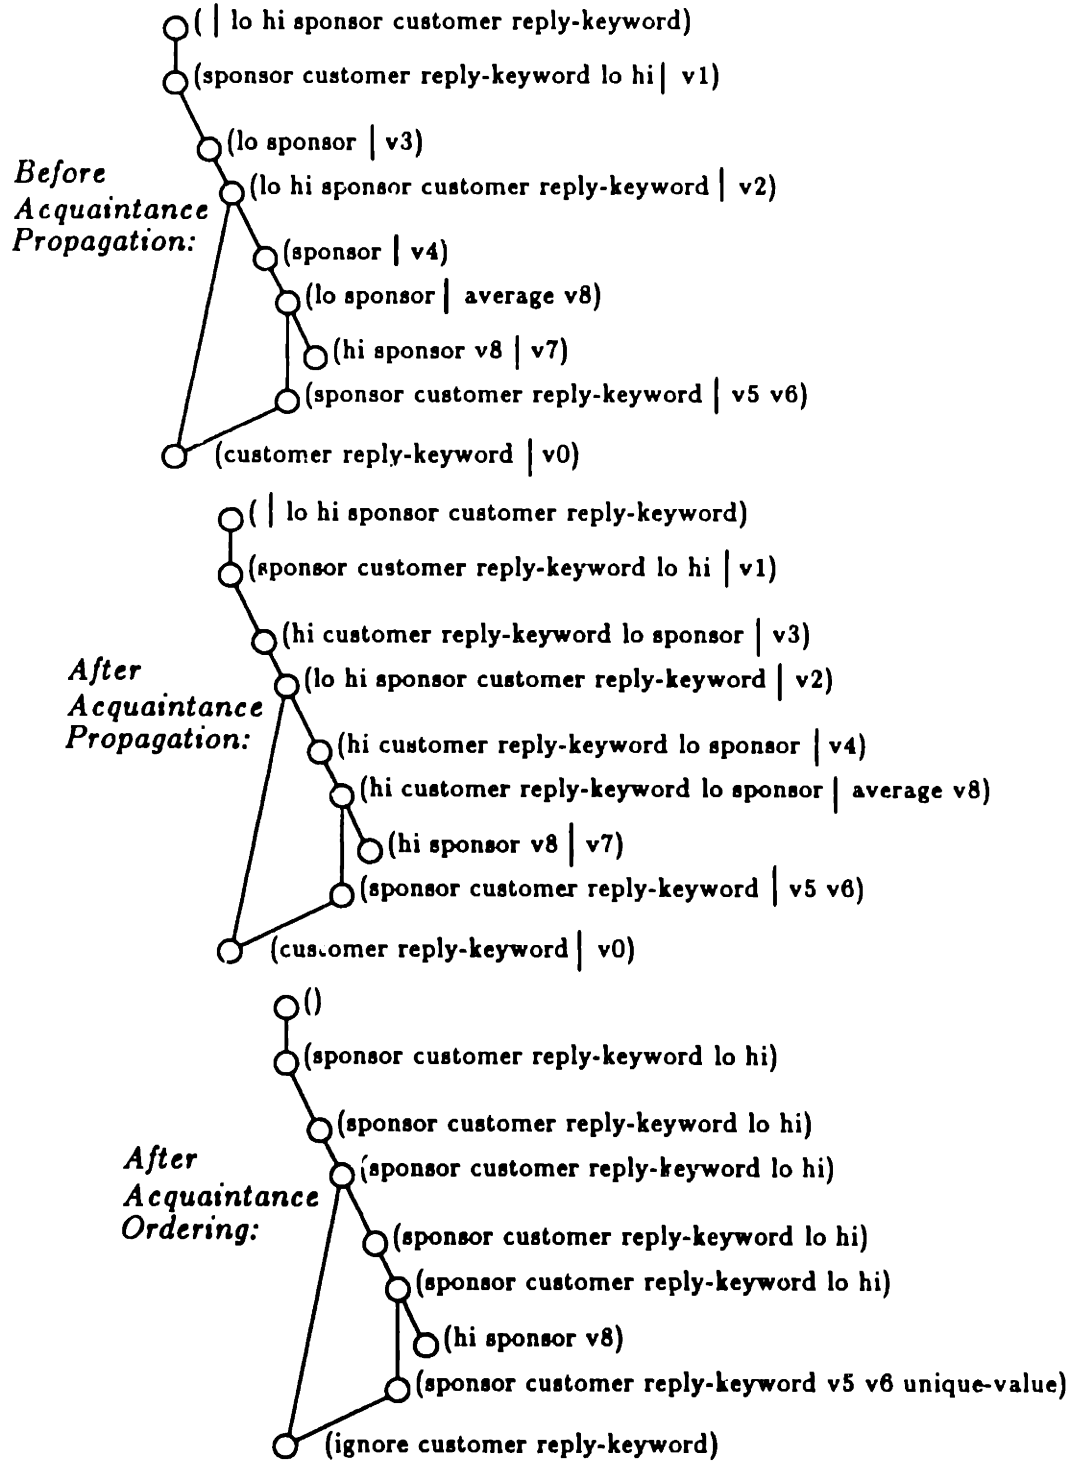 ( | lo hi sponsor customer reply-keyword)
(sponsor customer reply-keyword lo hi | v1)
(lo sponsor | v3)
Before
Acquaintance
Propagation:
(lo hi sponsor customer reply-keyword | v2)
(sponsor | v4)
(lo sponsor | average v8)
(hi sponsor v8 | v7)
(sponsor customer reply-keyword | v5 v6)
(customer reply-keyword | v0)
( | lo hi sponsor customer reply-keyword)
(sponsor customer reply-keyword lo hi | v1)
(hi customer reply-keyword lo sponsor | v3)
After
Acquaintance
Propagation:
(lo hi sponsor customer reply-keyword | v2)
(hi customer reply-keyword lo sponsor | v4)
(hi customer reply-keyword lo sponsor | average v8)
(hi sponsor v8 | v7)
(sponsor customer reply-keyword | v5 v6)
(customer reply-keyword | v0)
()
(sponsor customer reply-keyword lo hi)
(sponsor customer reply-keyword lo hi)
After
Acquaintance
Ordering:
(sponsor customer reply-keyword lo hi)
(sponsor customer reply-keyword lo hi)
(sponsor customer reply-keyword lo hi)
(hi sponsor v8)
(sponsor customer reply-keyword v5 v6 unique-value)
(ignore customer reply-keyword)